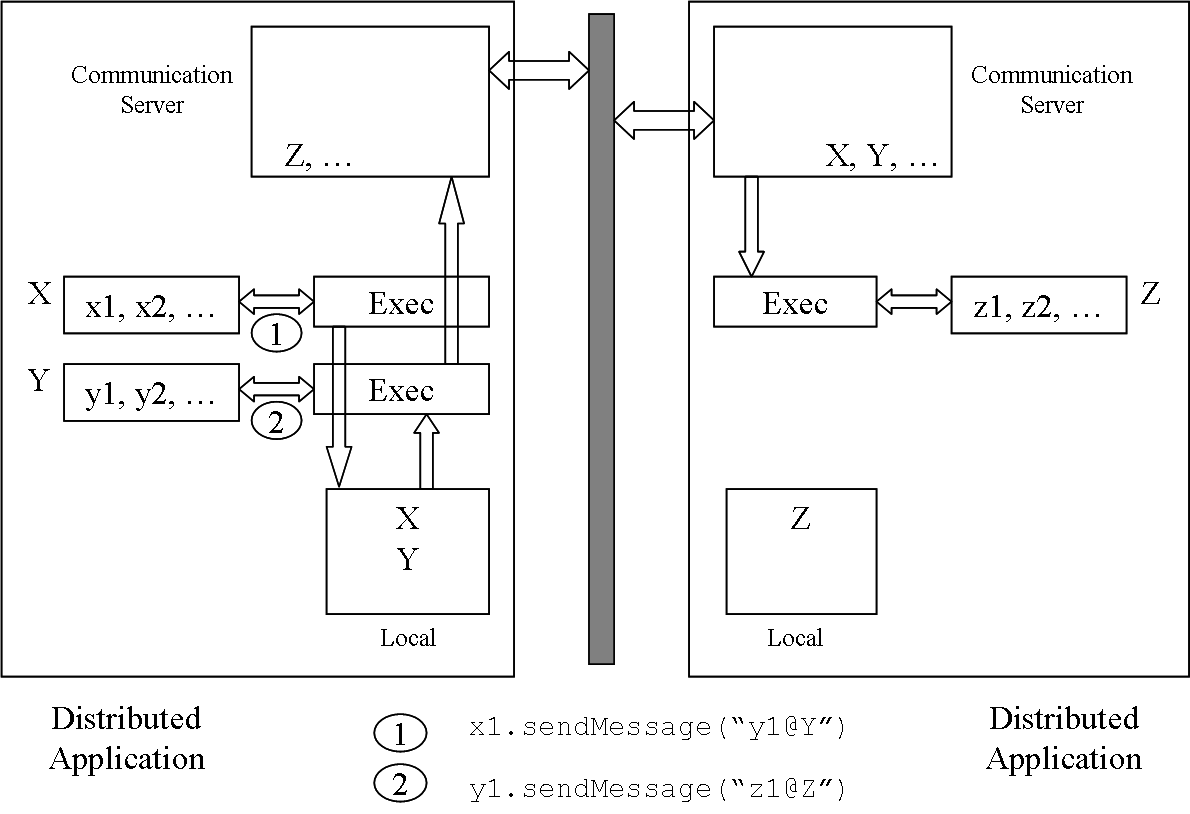 Communication
Server
Z, …
Communication
Server
X, Y, …
X
x1, x2, …
Exec
1
Y
y1, y2, …
Exec
2
Exec
z1, z2, …
Z
X
Y
Local
Z
Local
Distributed
Application
Distributed
Application
1 x1.sendMessage(“y1@Y”)
2 y1.sendMessage(“z1@Z”)